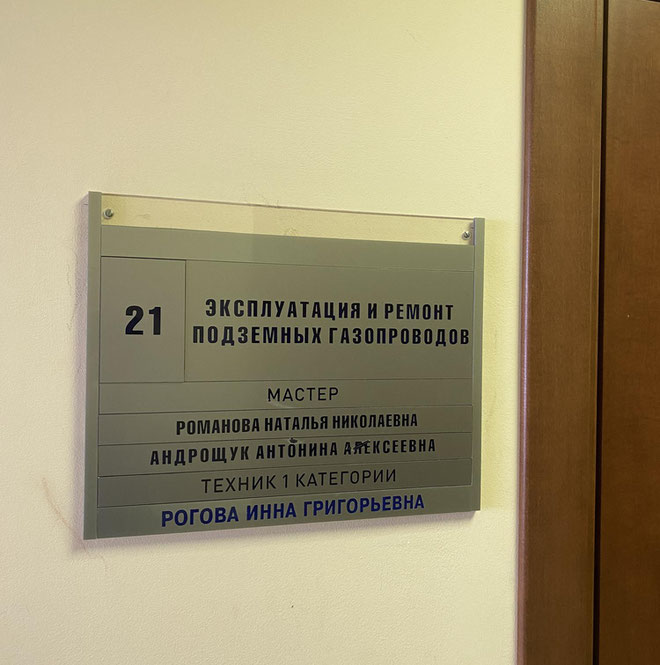 21
ЭКСПЛУАТАЦИЯ И РЕМОНТ
ПОДЗЕМНЫХ ГАЗОПРОВОДОВ
МАСТЕР
РОМАНОВА НАТАЛЬЯ НИКОЛАЕВНА
АНДРОЩУК АНТОНИНА АЛЕКСЕЕВНА
ТЕХНИК 1 КАТЕГОРИИ
РОГОВА ИННА ГРИГОРЬЕВНА